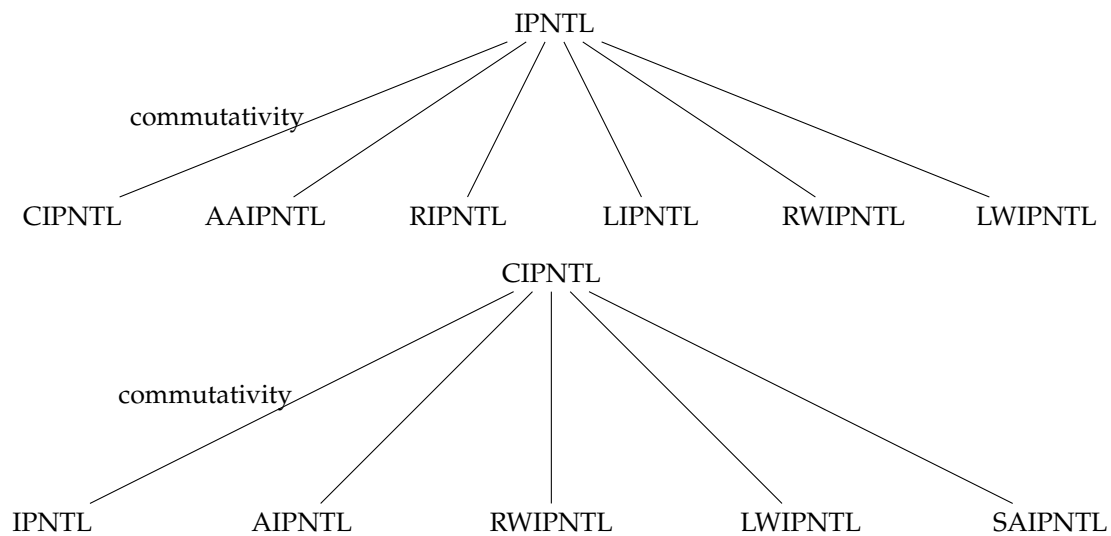 IPNTL
commutativity
CIPNTL AAIPNTL RIPNTL LIPNTL RWIPNTL LWIPNTL
CIPNTL
commutativity
IPNTL AIPNTL RWIPNTL LWIPNTL SAIPNTL